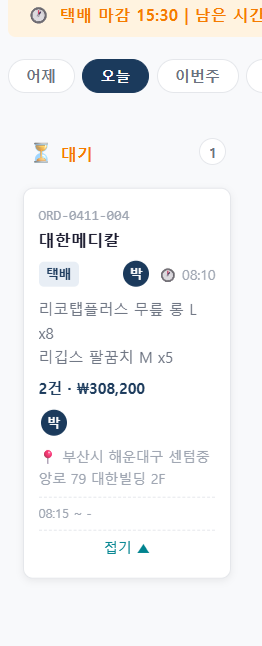 택배 마감 15:30 | 남은 시간
어제 오늘 이번주
대기 1
ORD-0411-004
대한메디칼
택배 박 08:10
리코탭플러스 무릎 롱 L
x8
리깁스 팔꿈치 M x5
2건 · ₩308,200
박
부산시 해운대구 센텀중
앙로 79 대한빌딩 2F
08:15 ~ -
접기 ▲